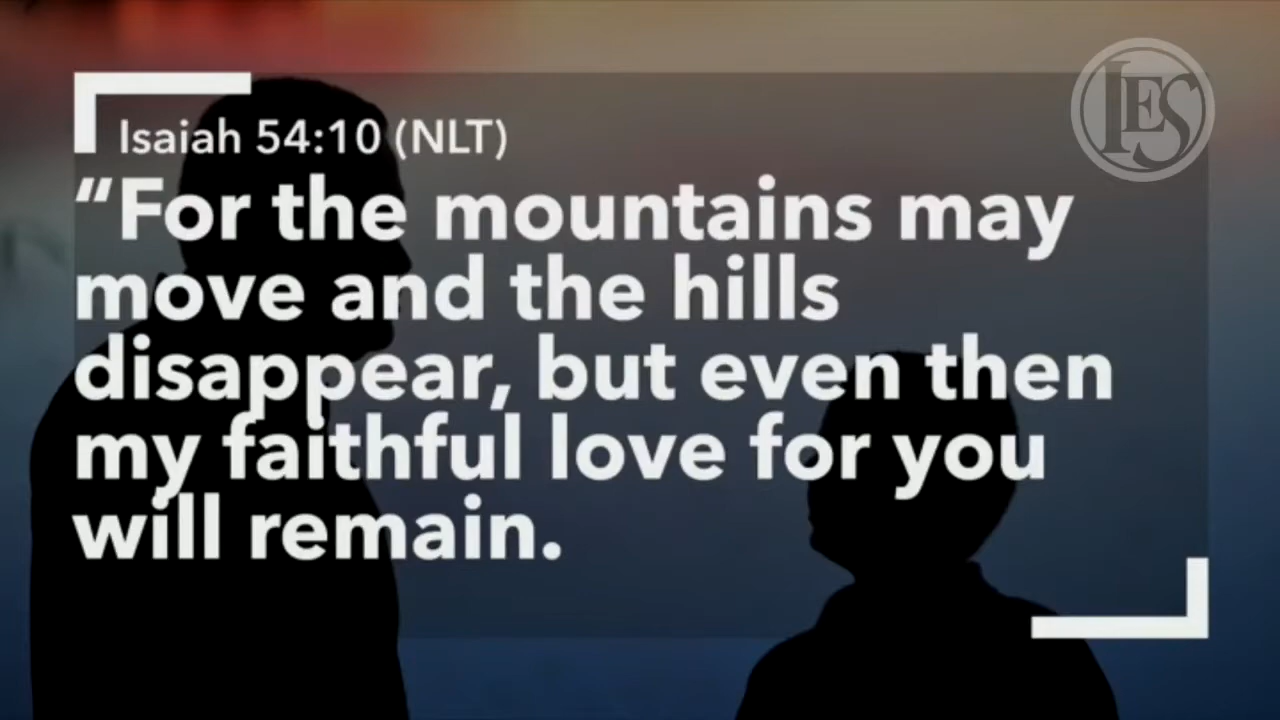 LES
Isaiah 54:10 (NLT)
“For the mountains may
move and the hills
disappear, but even then
my faithful love for you
will remain.